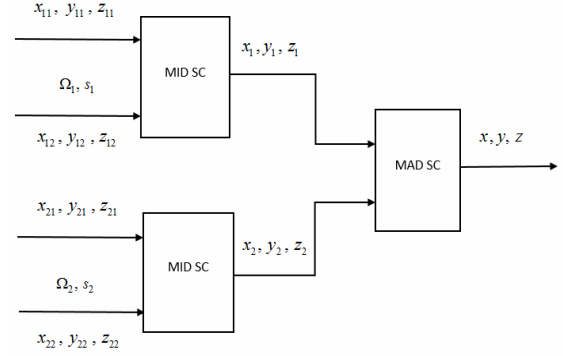 x₁₁, y₁₁, z₁₁
MID SC
Ω₁, s₁
x₁₂, y₁₂, z₁₂
x₁, y₁, z₁
MAD SC
x, y, z
x₂₁, y₂₁, z₂₁
MID SC
Ω₂, s₂
x₂₂, y₂₂, z₂₂
x₂, y₂, z₂